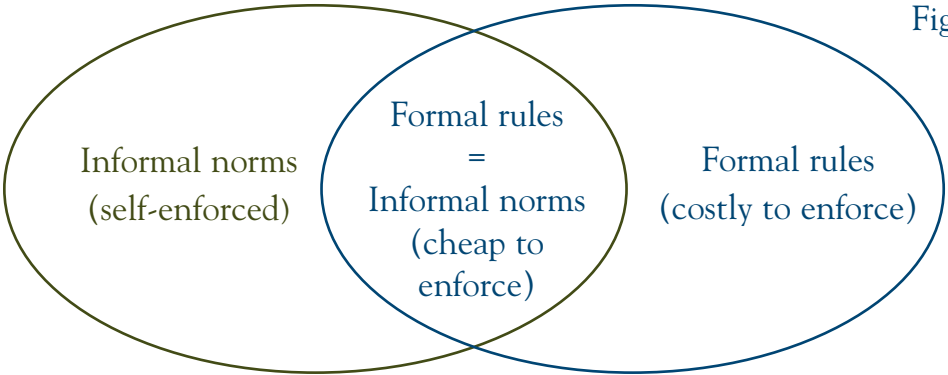 Fig
Informal norms
(self-enforced)
Formal rules
=
Informal norms
(cheap to
enforce)
Formal rules
(costly to enforce)